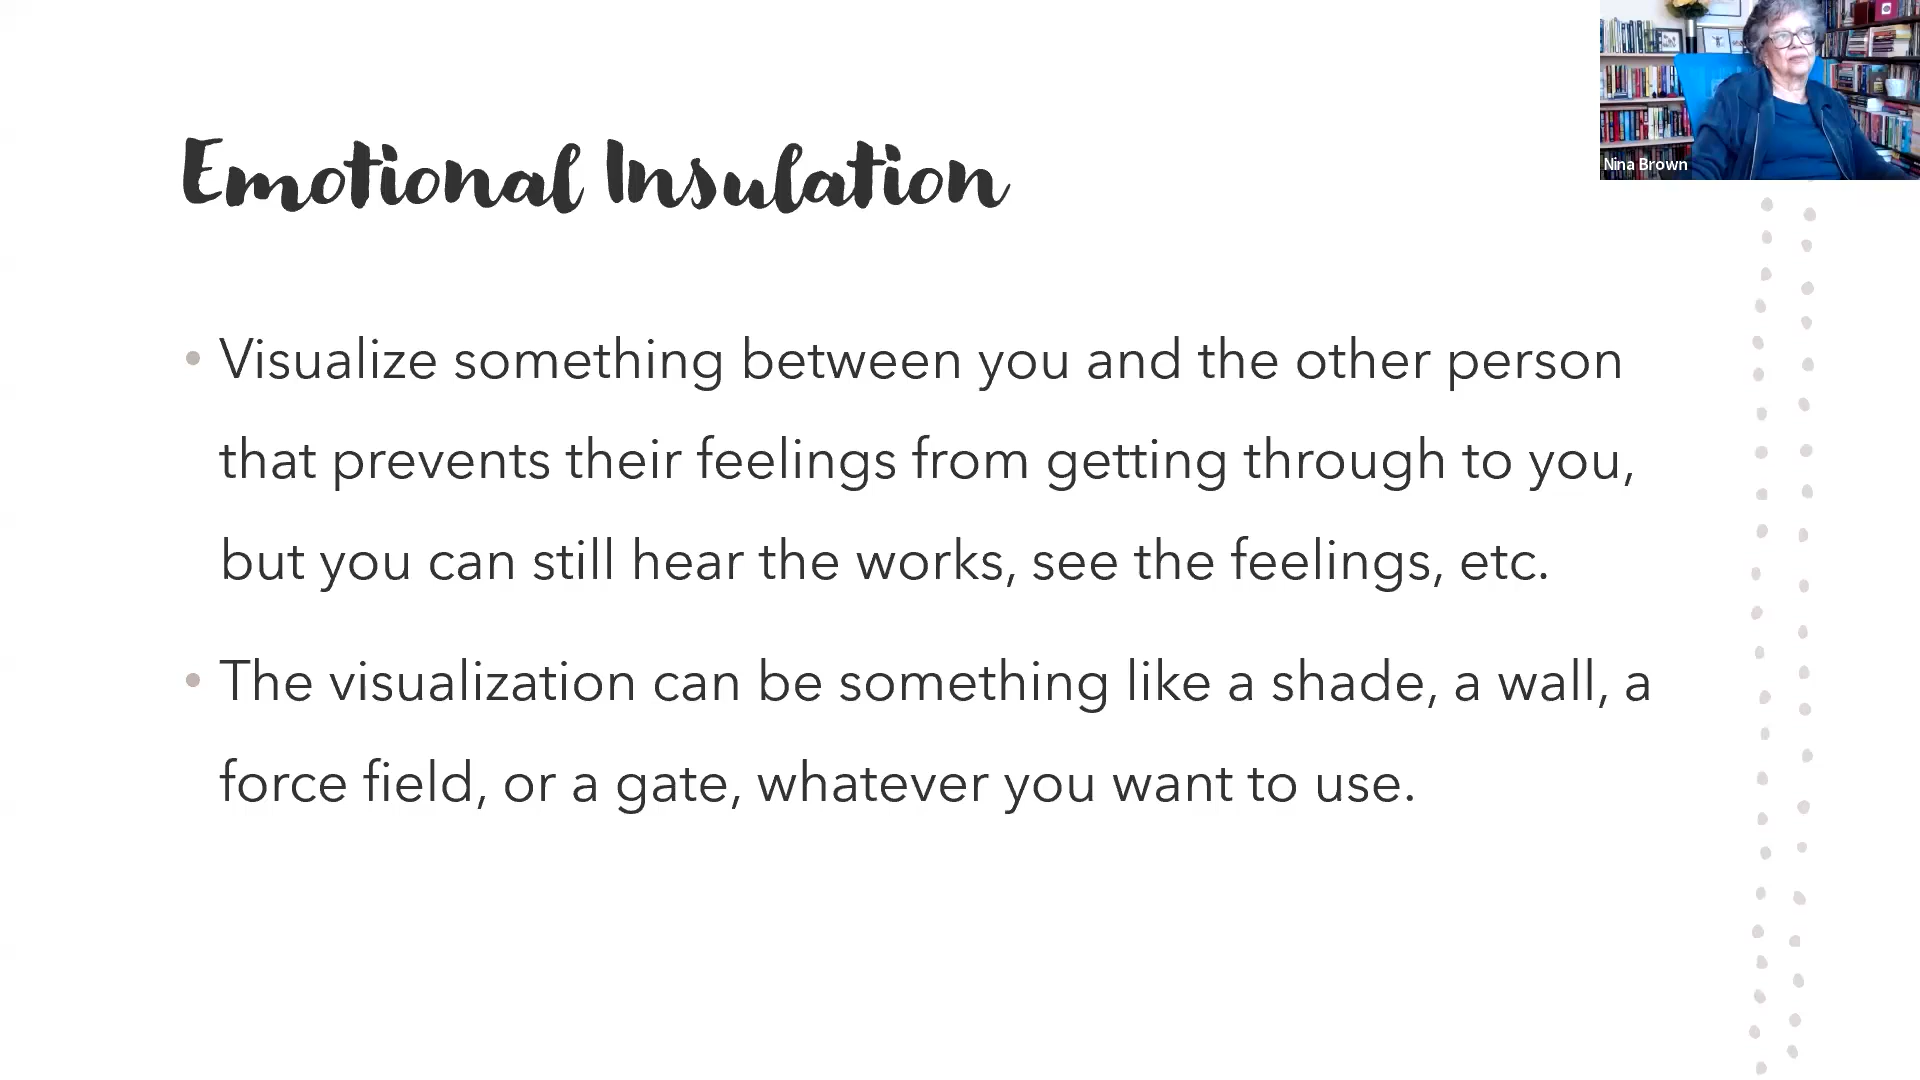 Emotional Insulation
• Visualize something between you and the other person
that prevents their feelings from getting through to you,
but you can still hear the works, see the feelings, etc.
• The visualization can be something like a shade, a wall, a
force field, or a gate, whatever you want to use.
Nina Brown